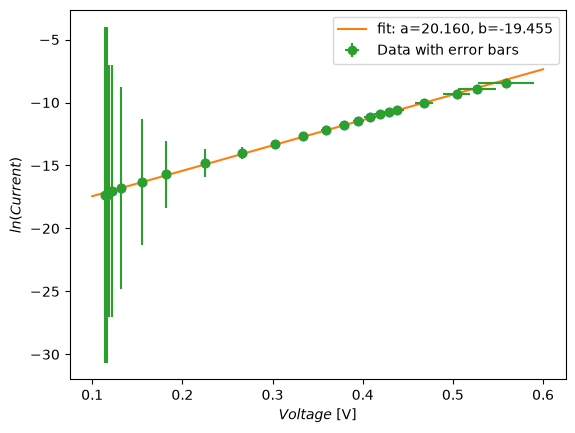 fit: a=20.160, b=-19.455
Data with error bars
−5
−10
−15
−20
−25
−30
ln(Current)
0.1 0.2 0.3 0.4 0.5 0.6
Voltage [V]